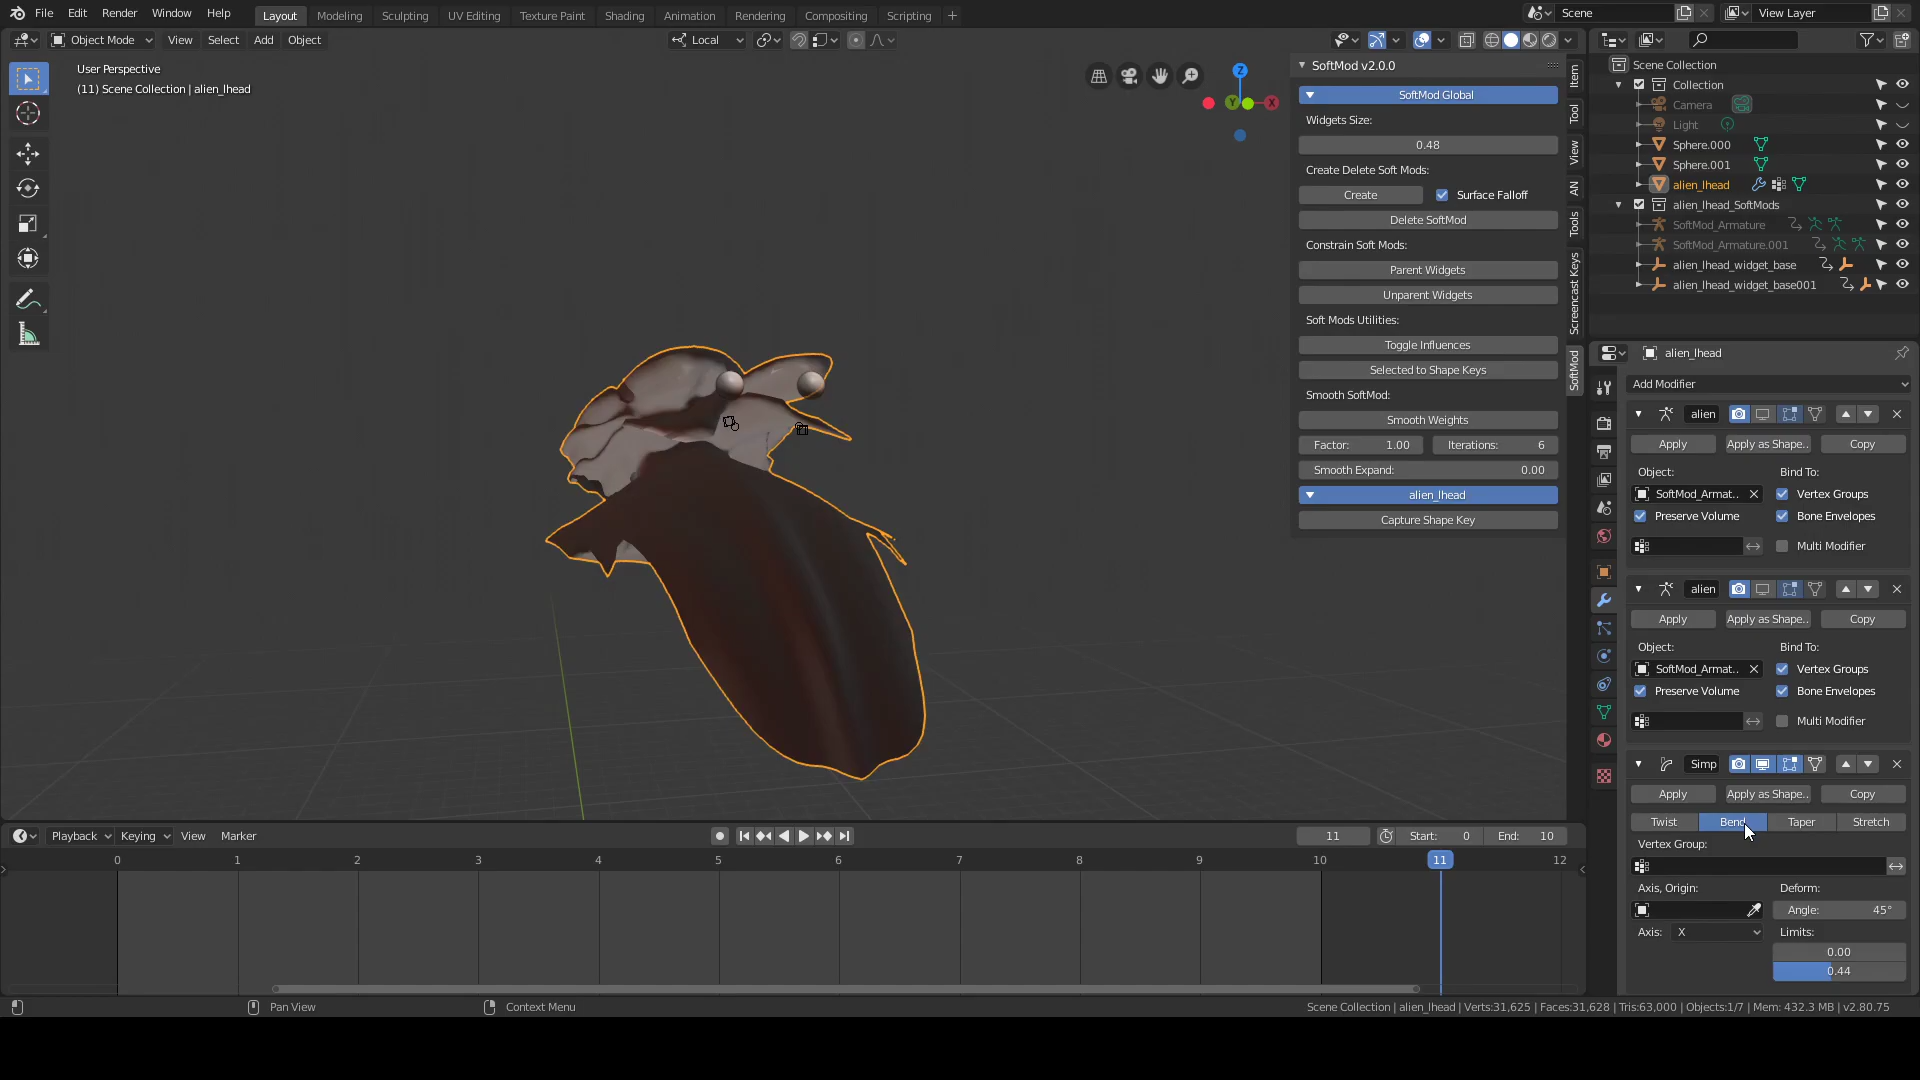 File Edit Render Window Help Layout Modeling Sculpting UV Editing Texture Paint Shading Animation Rendering Compositing Scripting + Scene View Layer
Object Mode View Select Add Object Local
User Perspective
(11) Scene Collection | alien_lhead
SoftMod v2.0.0
SoftMod Global
Widgets Size:
0.48
Create Delete Soft Mods:
Create Surface Falloff
Delete SoftMod
Constrain Soft Mods:
Parent Widgets
Unparent Widgets
Soft Mods Utilities:
Toggle Influences
Selected to Shape Keys
Smooth SoftMod:
Smooth Weights
Factor: 1.00 Iterations: 6
Smooth Expand: 0.00
alien_lhead
Capture Shape Key
Item
Tool
View
AN
Tools
Screencast Keys
SoftMod
Z
Y
X
Scene Collection
Collection
Camera
Light
Sphere.000
Sphere.001
alien_lhead
alien_lhead_SoftMods
SoftMod_Armature
SoftMod_Armature.001
alien_lhead_widget_base
alien_lhead_widget_base001
alien_lhead
Add Modifier
alien
Apply Apply as Shape.. Copy
Object: Bind To:
SoftMod_Armat.. Vertex Groups
Preserve Volume Bone Envelopes
Multi Modifier
alien
Apply Apply as Shape.. Copy
Object: Bind To:
SoftMod_Armat.. Vertex Groups
Preserve Volume Bone Envelopes
Multi Modifier
Simp
Apply Apply as Shape.. Copy
Twist Bend Taper Stretch
Vertex Group:
Axis, Origin: Deform:
Angle: 45°
Axis: X Limits:
0.00
0.44
Playback Keying View Marker 11 Start: 0 End: 10
0 1 2 3 4 5 6 7 8 9 10 11 12
Pan View Context Menu Scene Collection | alien_lhead | Verts:31,625 | Faces:31,628 | Tris:63,000 | Objects:1/7 | Mem: 432.3 MB | v2.80.75